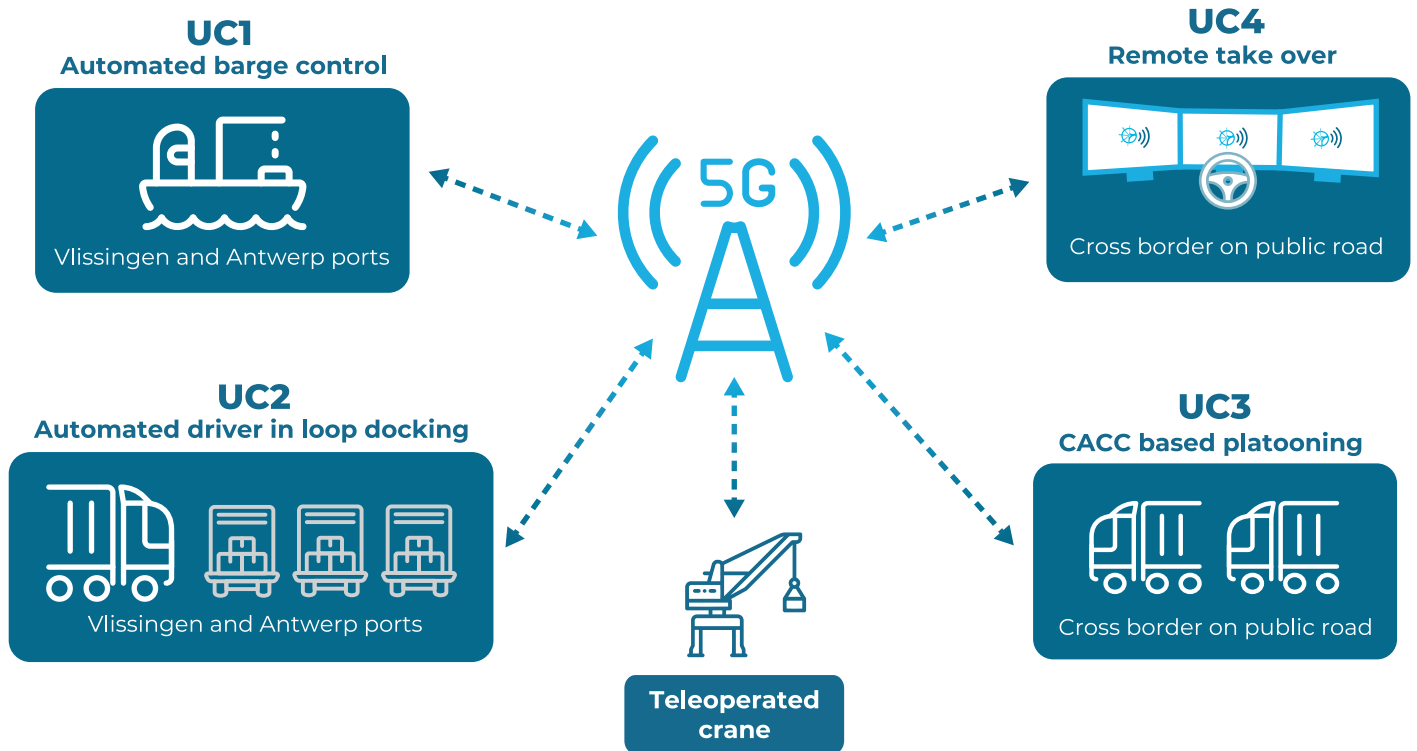 UC1
Automated barge control
Vlissingen and Antwerp ports
5G
UC4
Remote take over
Cross border on public road
UC2
Automated driver in loop docking
Vlissingen and Antwerp ports
UC3
CACC based platooning
Cross border on public road
Teleoperated
crane